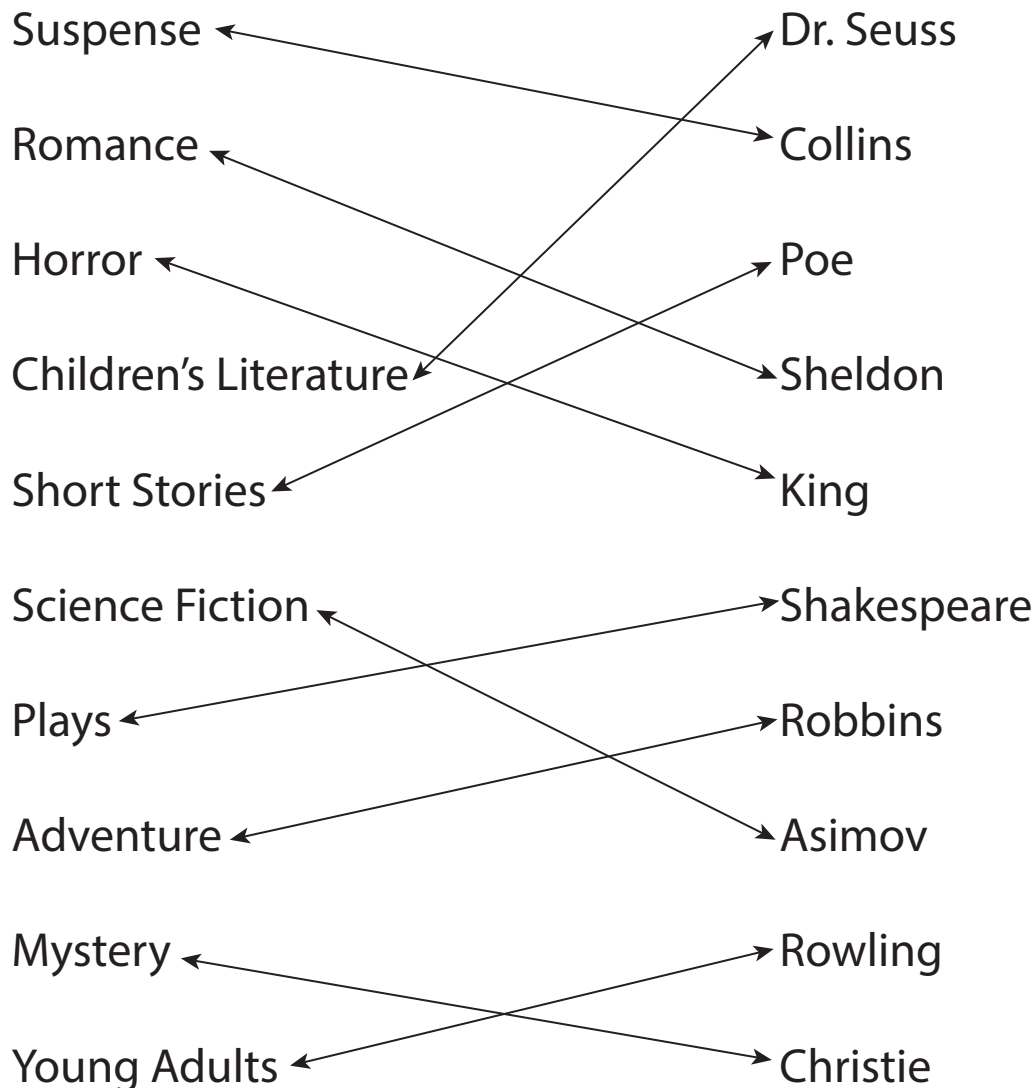 Suspense Dr. Seuss
Romance Collins
Horror Poe
Children’s Literature Sheldon
Short Stories King
Science Fiction Shakespeare
Plays Robbins
Adventure Asimov
Mystery Rowling
Young Adults Christie